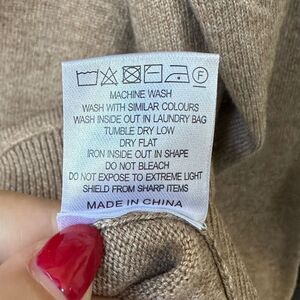 MACHINE WASH
WASH WITH SIMILAR COLOURS
WASH INSIDE OUT IN LAUNDRY BAG
TUMBLE DRY LOW
DRY FLAT
IRON INSIDE OUT IN SHAPE
DO NOT BLEACH
DO NOT EXPOSE TO EXTREME LIGHT
SHIELD FROM SHARP ITEMS
MADE IN CHINA